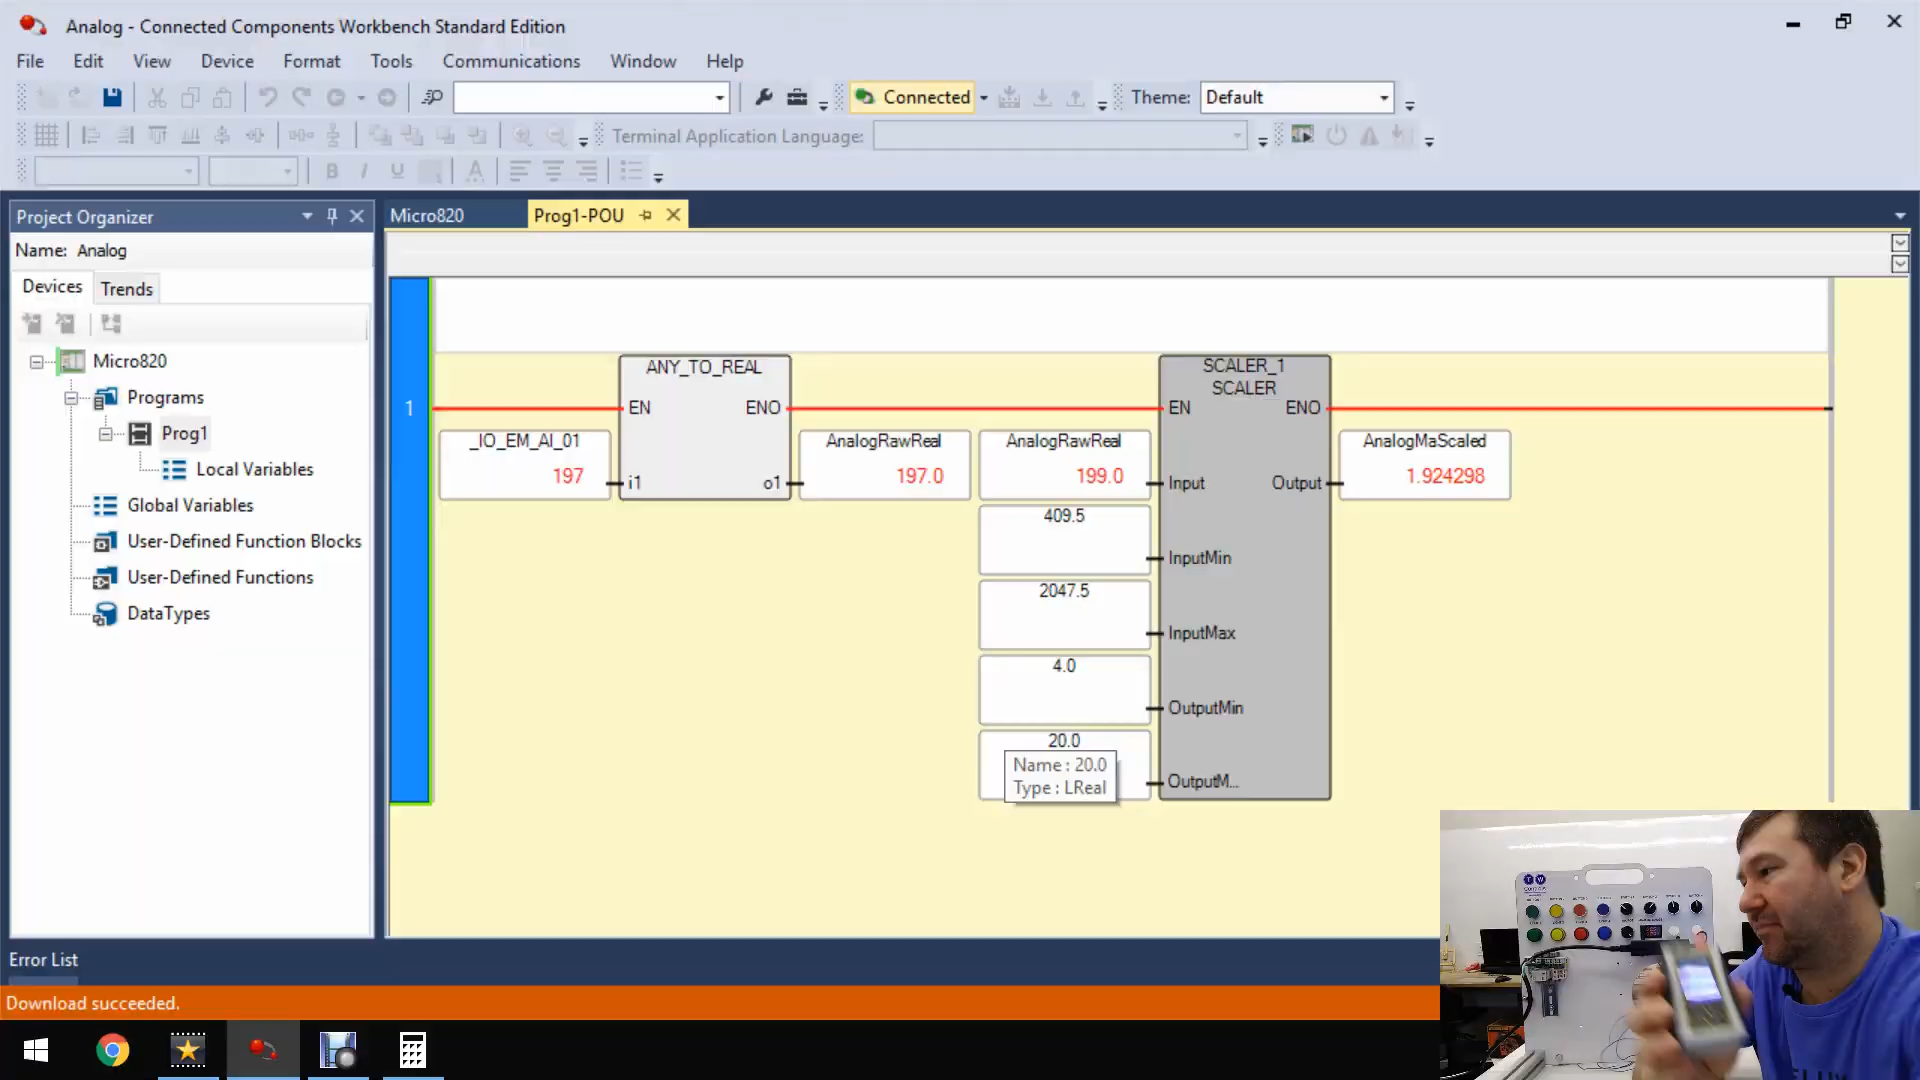 Analog - Connected Components Workbench Standard Edition
File Edit View Device Format Tools Communications Window Help
Connected Theme: Default
Terminal Application Language:
B I U A
Project Organizer
Name: Analog
Devices Trends
Micro820
Programs
Prog1
Local Variables
Global Variables
User-Defined Function Blocks
User-Defined Functions
DataTypes
Micro820 Prog1-POU
1
ANY_TO_REAL
EN ENO
_IO_EM_AI_01
197
i1 o1
AnalogRawReal
197.0
AnalogRawReal
199.0
SCALER_1
SCALER
EN ENO
Input Output
AnalogMaScaled
1.924298
409.5
InputMin
2047.5
InputMax
4.0
OutputMin
20.0
OutputM...
Name : 20.0
Type : LReal
Error List
Download succeeded.
T W